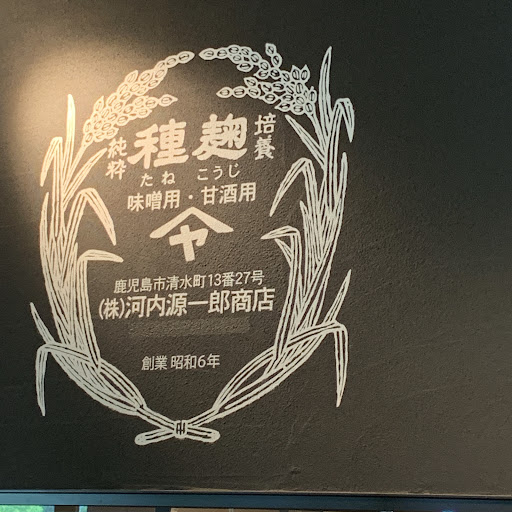 純粋 種麹 培養
たね こうじ
味噌用・甘酒用
ヤ
鹿児島市清水町13番27号
(株)河内源一郎商店
創業 昭和6年